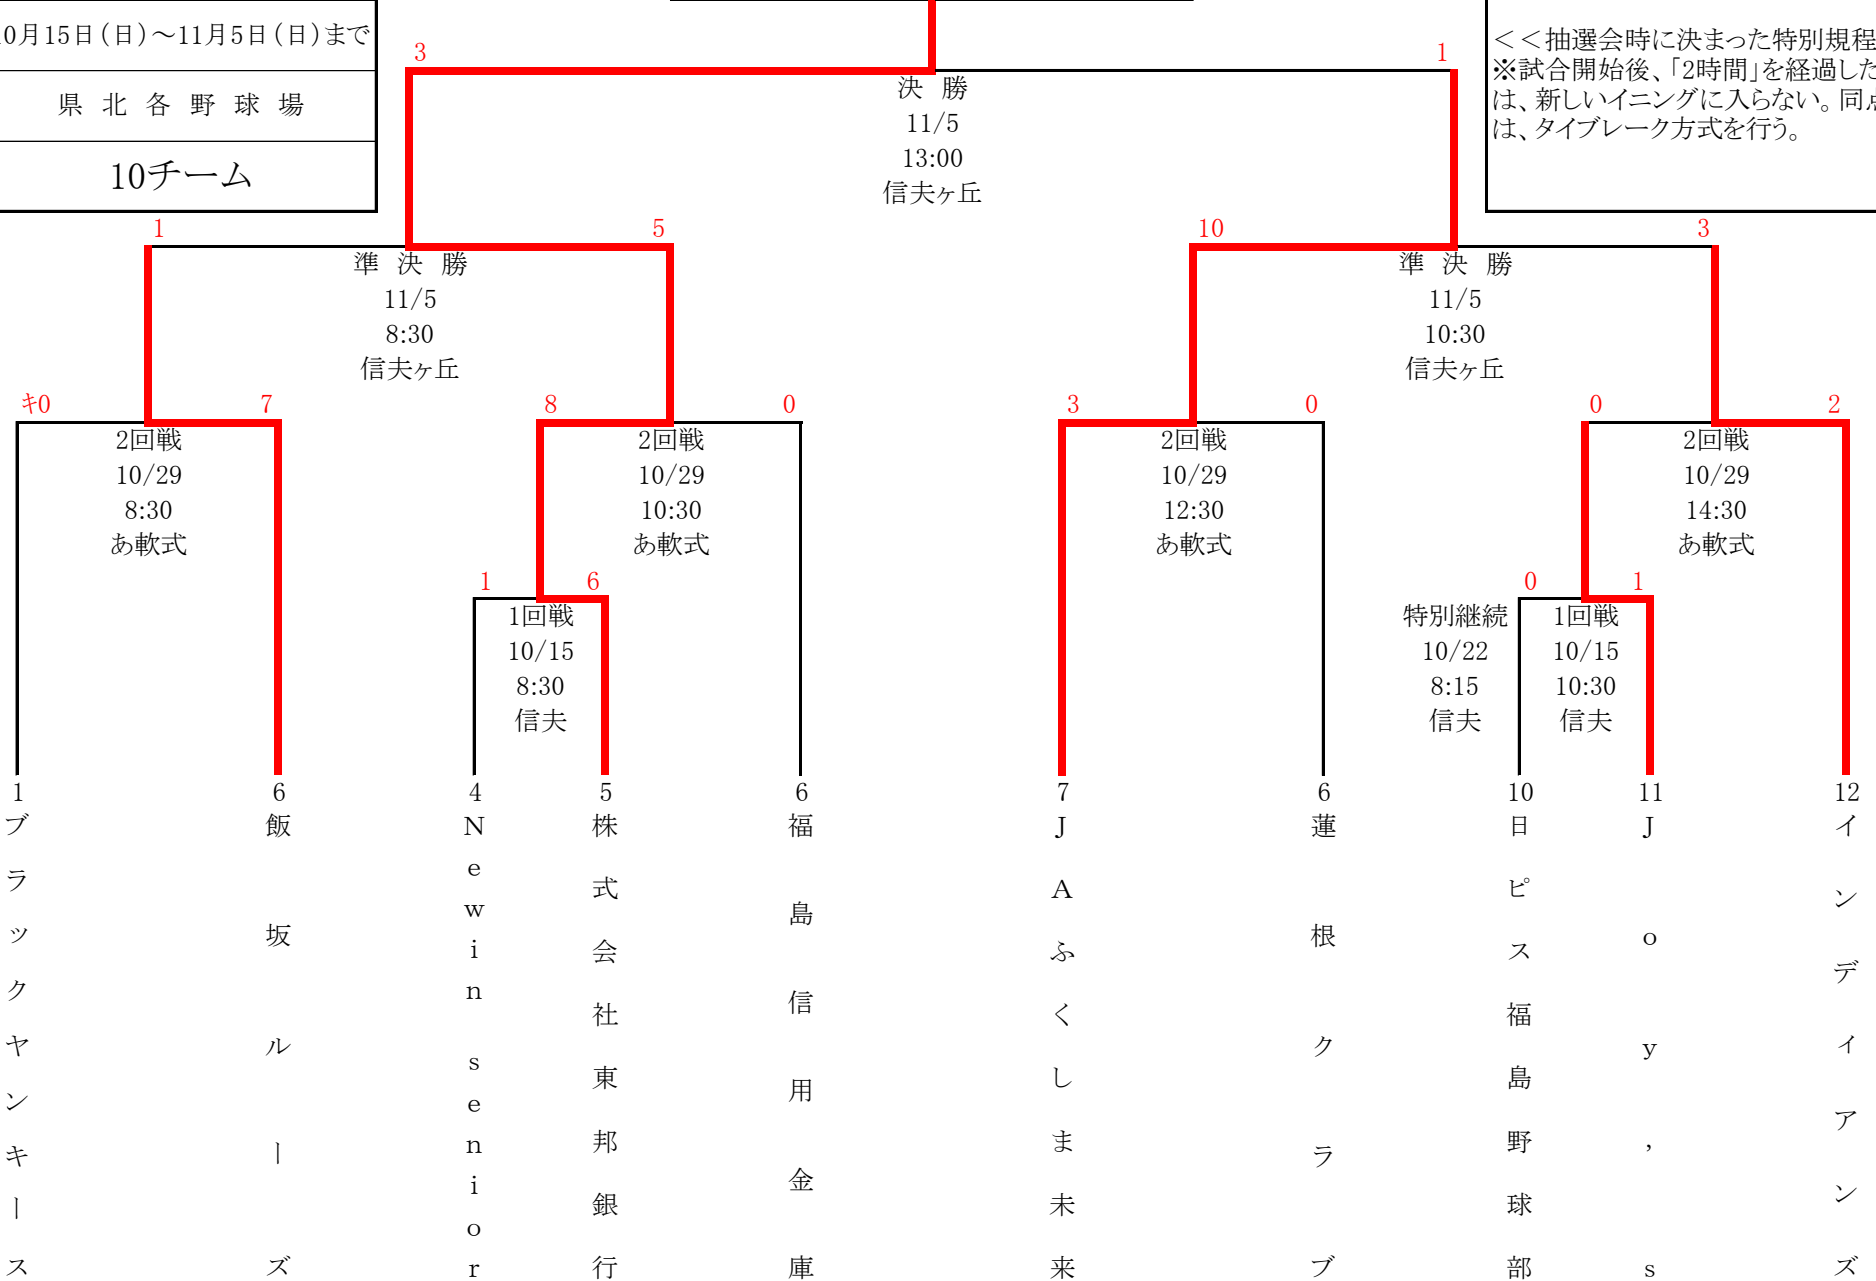 0月15日(日)～11月5日(日)まで
県 北 各 野 球 場
10チーム
＜＜抽選会時に決まった特別規程
※試合開始後、「2時間」を経過した
は、新しいイニングに入らない。同点
は、タイブレーク方式を行う。
3
1
決 勝
11/5
13:00
信夫ヶ丘
1
5
準 決 勝
11/5
8:30
信夫ヶ丘
10
3
準 決 勝
11/5
10:30
信夫ヶ丘
ｷ0
7
2回戦
10/29
8:30
あ軟式
8
0
2回戦
10/29
10:30
あ軟式
3
0
2回戦
10/29
12:30
あ軟式
0
2
2回戦
10/29
14:30
あ軟式
1
6
1回戦
10/15
8:30
信夫
0
1
特別継続
10/22
8:15
信夫
1回戦
10/15
10:30
信夫
1
ブラックヤンキース
6
飯坂ルーズ
4
Ｎｅｗｉｎ ｓｅｎｉｏｒ
5
株式会社東邦銀行
6
福島信用金庫
7
ＪＡふくしま未来
6
蓮根クラブ
10
日ピス福島野球部
11
Ｊｏｙ，ｓ
12
インディイアンズ